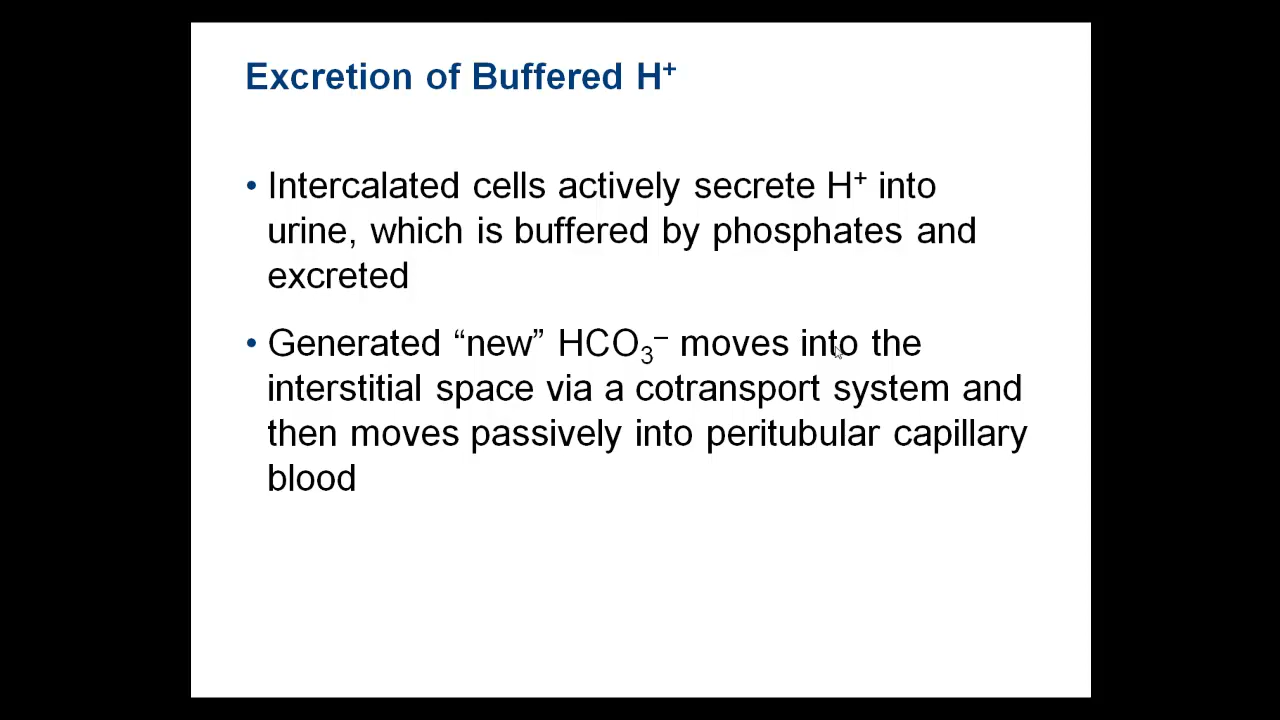 Excretion of Buffered H⁺
• Intercalated cells actively secrete H⁺ into
urine, which is buffered by phosphates and
excreted
• Generated “new” HCO₃⁻ moves into the
interstitial space via a cotransport system and
then moves passively into peritubular capillary
blood